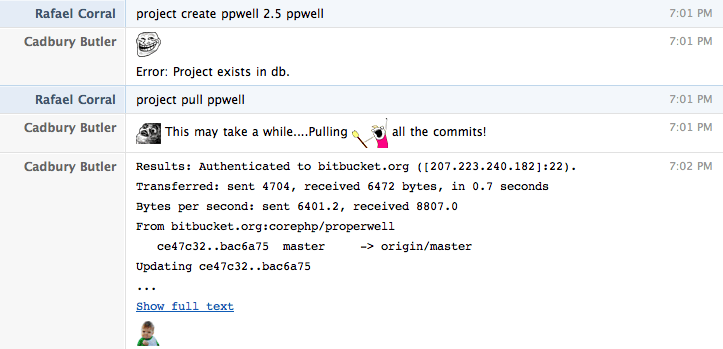 Rafael Corral project create ppwell 2.5 ppwell 7:01 PM
Cadbury Butler 7:01 PM
Error: Project exists in db.
Rafael Corral project pull ppwell 7:01 PM
Cadbury Butler This may take a while....Pulling all the commits! 7:01 PM
Cadbury Butler Results: Authenticated to bitbucket.org ([207.223.240.182]:22). 7:02 PM
Transferred: sent 4704, received 6472 bytes, in 0.7 seconds
Bytes per second: sent 6401.2, received 8807.0
From bitbucket.org:corephp/properwell
ce47c32..bac6a75 master -> origin/master
Updating ce47c32..bac6a75
...
Show full text